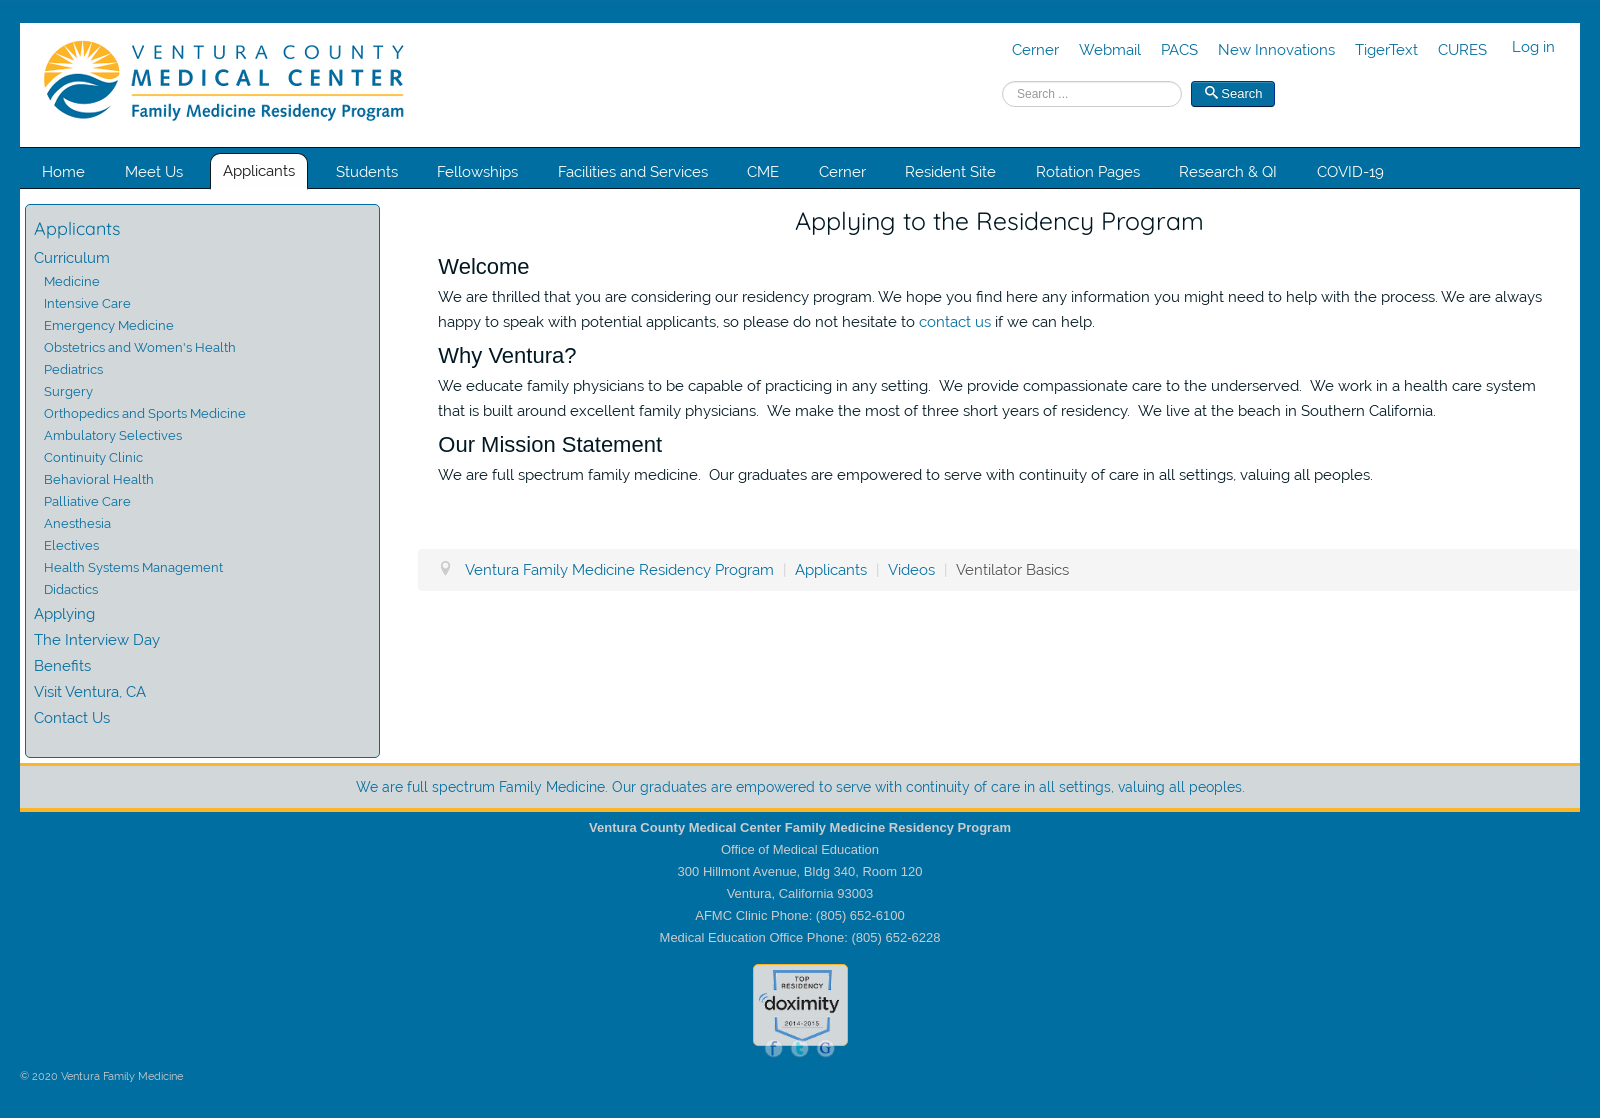 VENTURA COUNTY
MEDICAL CENTER
Family Medicine Residency Program
Cerner Webmail PACS New Innovations TigerText CURES Log in
Search ... Search
Home Meet Us Applicants Students Fellowships Facilities and Services CME Cerner Resident Site Rotation Pages Research & QI COVID-19
Applicants
Curriculum
Medicine
Intensive Care
Emergency Medicine
Obstetrics and Women's Health
Pediatrics
Surgery
Orthopedics and Sports Medicine
Ambulatory Selectives
Continuity Clinic
Behavioral Health
Palliative Care
Anesthesia
Electives
Health Systems Management
Didactics
Applying
The Interview Day
Benefits
Visit Ventura, CA
Contact Us
Applying to the Residency Program
Welcome
We are thrilled that you are considering our residency program. We hope you find here any information you might need to help with the process. We are always
happy to speak with potential applicants, so please do not hesitate to contact us if we can help.
Why Ventura?
We educate family physicians to be capable of practicing in any setting.  We provide compassionate care to the underserved.  We work in a health care system
that is built around excellent family physicians.  We make the most of three short years of residency.  We live at the beach in Southern California.
Our Mission Statement
We are full spectrum family medicine.  Our graduates are empowered to serve with continuity of care in all settings, valuing all peoples.
Ventura Family Medicine Residency Program | Applicants | Videos | Ventilator Basics
We are full spectrum Family Medicine. Our graduates are empowered to serve with continuity of care in all settings, valuing all peoples.
Ventura County Medical Center Family Medicine Residency Program
Office of Medical Education
300 Hillmont Avenue, Bldg 340, Room 120
Ventura, California 93003
AFMC Clinic Phone: (805) 652-6100
Medical Education Office Phone: (805) 652-6228
TOP
RESIDENCY
doximity
2014-2015
f t G
© 2020 Ventura Family Medicine